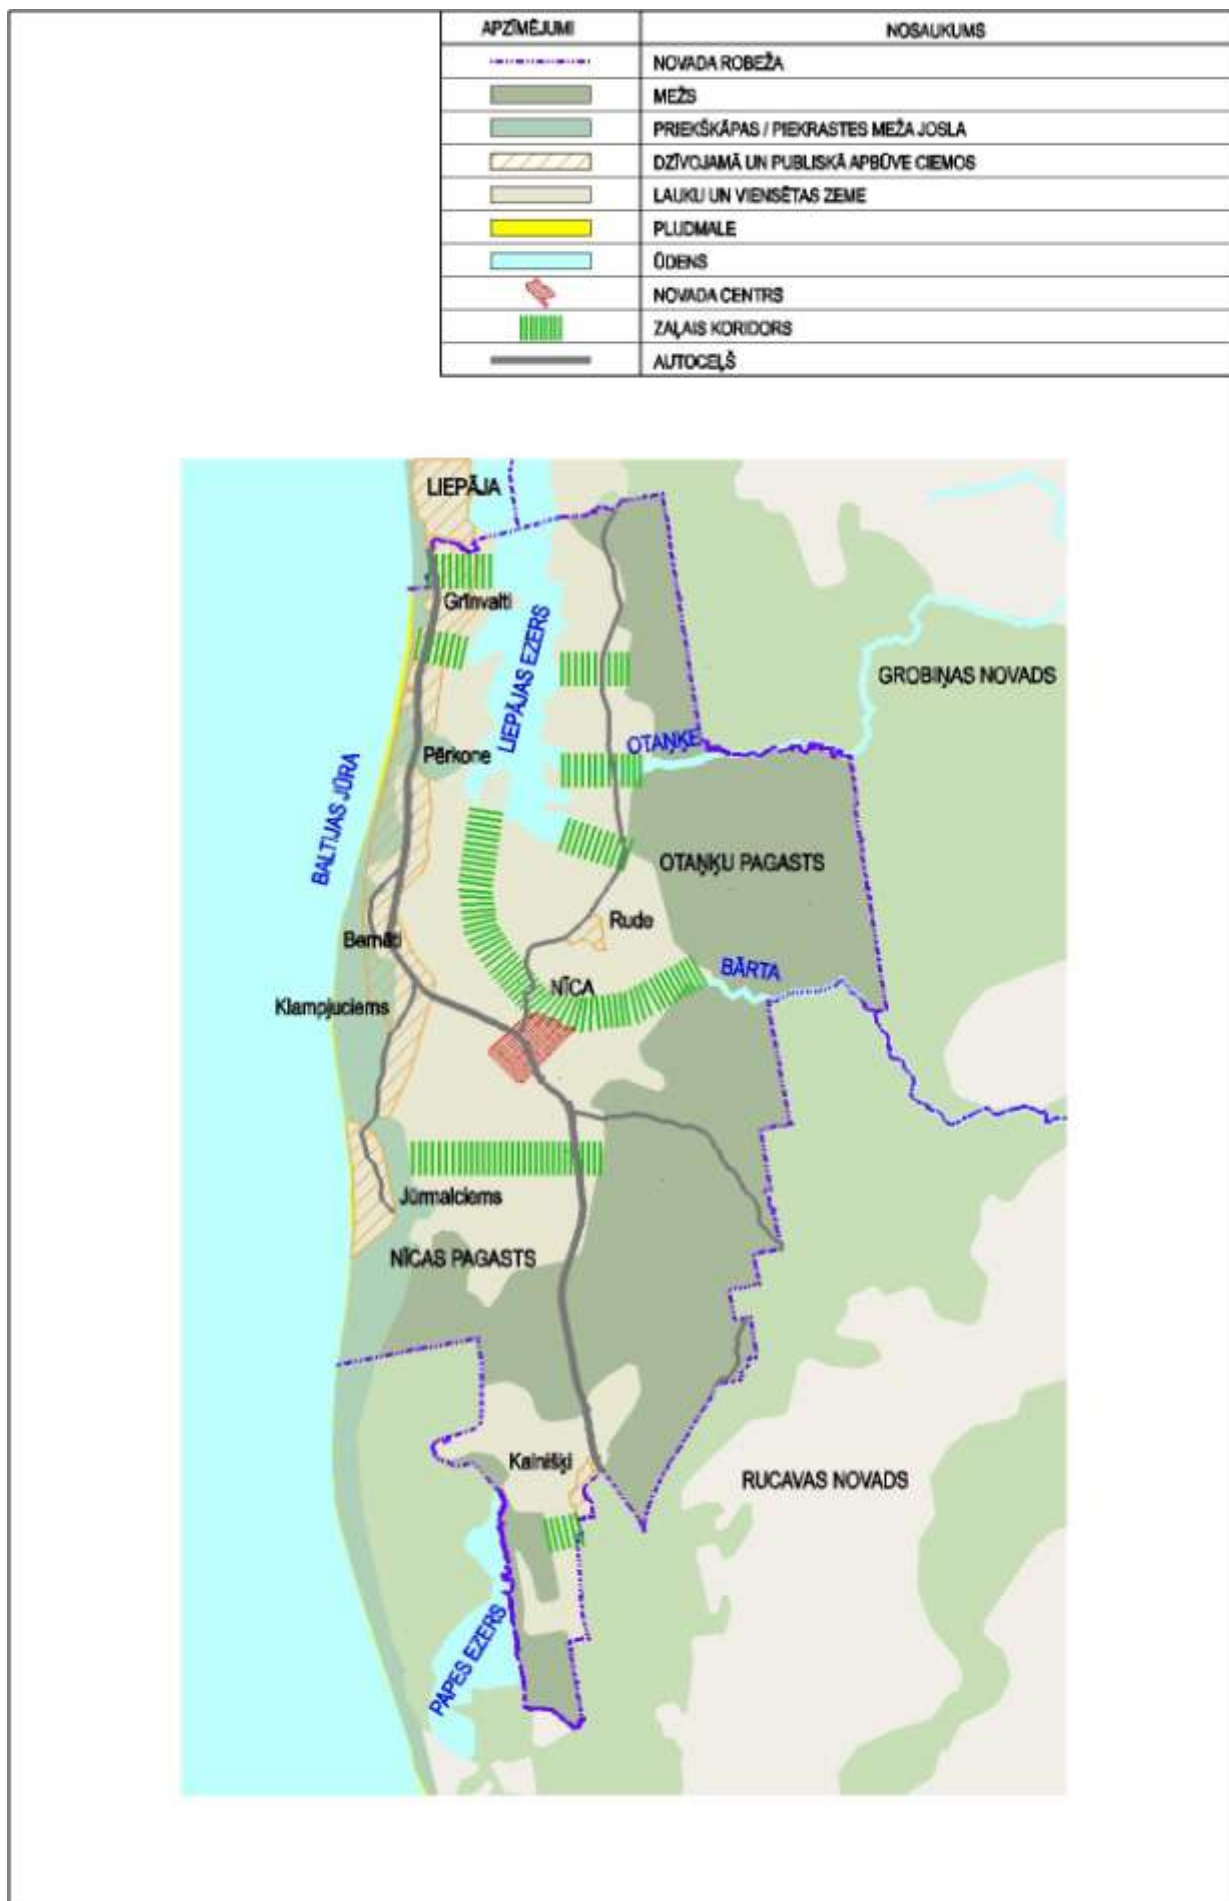 APZĪMĒJUMI NOSAUKUMS
NOVADA ROBEŽA
MEŽS
PRIEKŠKĀPAS / PIEKRASTES MEŽA JOSLA
DZĪVOJAMĀ UN PUBLISKĀ APBŪVE CIEMOS
LAUKU UN VIENSĒTAS ZEME
PLUDMALE
ŪDENS
NOVADA CENTRS
ZAĻAIS KORIDORS
AUTOCEĻŠ
LIEPĀJA
Grīnvalti
LIEPĀJAS EZERS
GROBIŅAS NOVADS
OTAŅĶE
Pērkone
BALTIJAS JŪRA
OTAŅĶU PAGASTS
Rude
Bernāti
BĀRTA
NĪCA
Klampjuciems
Jūrmalciems
NĪCAS PAGASTS
Kalnišķi
RUCAVAS NOVADS
PAPES EZERS